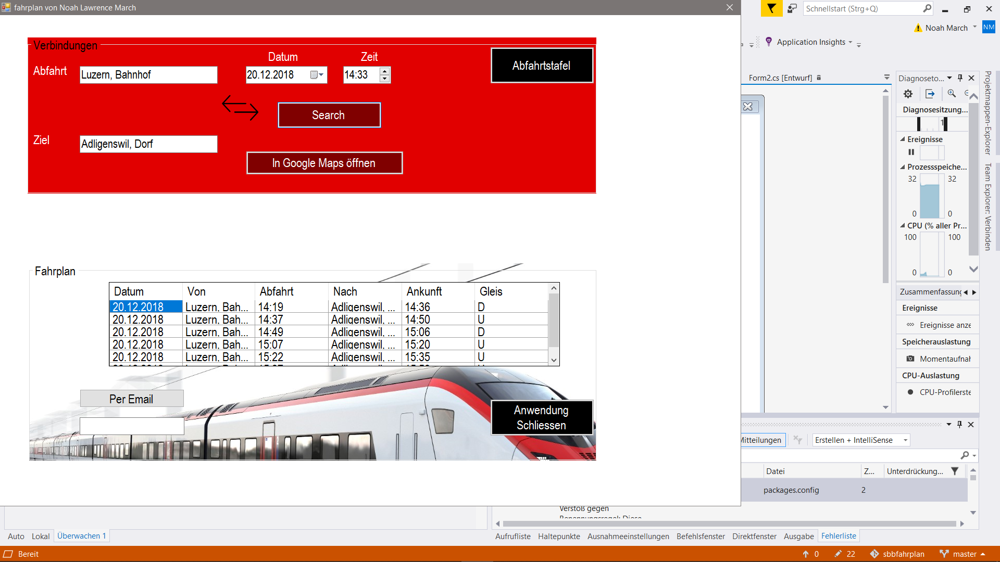 fahrplan von Noah Lawrence March
Schnellstart (Strg+Q)
Noah March
NM
Application Insights
Verbindungen
Datum
Zeit
Abfahrt
Luzern, Bahnhof
20.12.2018
14:33
Abfahrtstafel
Search
Ziel
Adligenswil, Dorf
In Google Maps öffnen
Form2.cs [Entwurf]
Diagnoseto...
Diagnosesitzung...
1
Ereignisse
Prozessspeiche...
32
32
0
0
CPU (% aller Pr...
100
100
0
0
Projektmappen-Explorer
Team Explorer: Verbinden
Fahrplan
Datum Von Abfahrt Nach Ankunft Gleis
20.12.2018 Luzern, Bah... 14:19 Adligenswil, ... 14:36 D
20.12.2018 Luzern, Bah... 14:37 Adligenswil, ... 14:50 U
20.12.2018 Luzern, Bah... 14:49 Adligenswil, ... 15:06 D
20.12.2018 Luzern, Bah... 15:07 Adligenswil, ... 15:20 U
20.12.2018 Luzern, Bah... 15:22 Adligenswil, ... 15:35 U
Per Email
Anwendung
Schliessen
Zusammenfassung
Ereignisse
Ereignisse anze
Speicherauslastung
Momentaufnah
CPU-Auslastung
CPU-Profilerste
Mitteilungen
Erstellen + IntelliSense
Datei Z... Unterdrückung...
packages.config 2
Verstoß gegen
Benennungsregel: Diese
Auto Lokal Überwachen 1
Aufrufliste Haltepunkte Ausnahmeeinstellungen Befehlsfenster Direktfenster Ausgabe Fehlerliste
Bereit
0 22 sbbfahrplan master